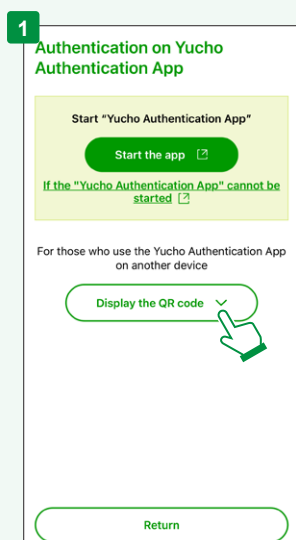 1
Authentication on Yucho
Authentication App
Start “Yucho Authentication App”
Start the app
If the "Yucho Authentication App" cannot be
started
For those who use the Yucho Authentication App
on another device
Display the QR code
Return